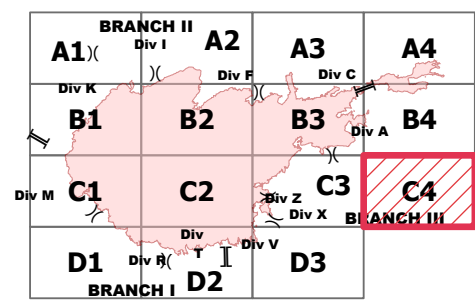 BRANCH II
A1
Div I
A2
A3
A4
Div K
Div F
Div C
B1
B2
B3
Div A
B4
Div M
C1
C2
Div Z
C3
C4
Div X
BRANCH III
Div
T
Div V
D1
Div R
D2
D3
BRANCH I